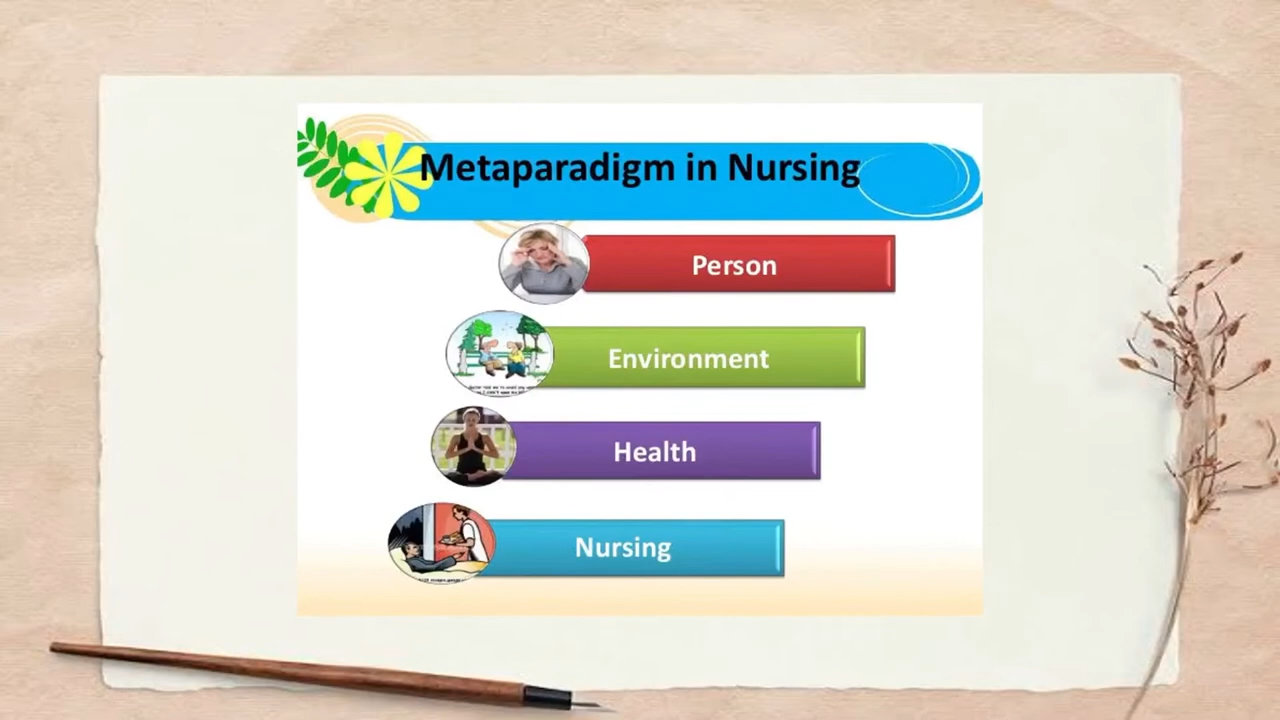 Metaparadigm in Nursing
Person
Environment
Health
Nursing